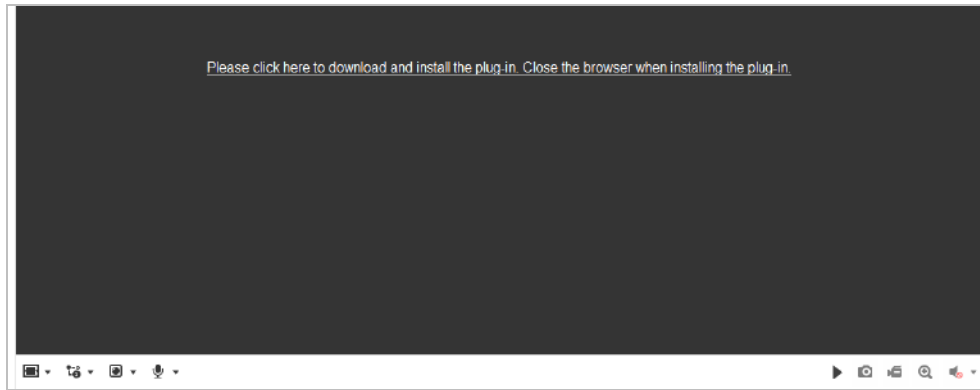 Please click here to download and install the plug-in. Close the browser when installing the plug-in.